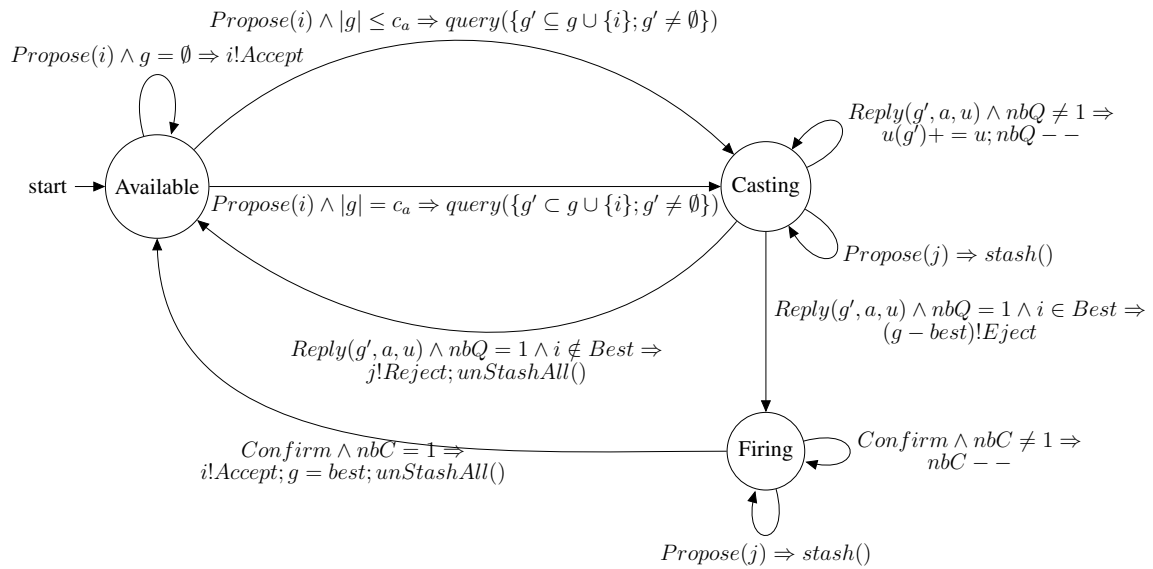 Propose(i) ∧ |g| ≤ c_a ⇒ query({g′ ⊆ g ∪ {i}; g′ ≠ ∅})
Propose(i) ∧ g = ∅ ⇒ i!Accept
Reply(g′, a, u) ∧ nbQ ≠ 1 ⇒
u(g′)+ = u; nbQ − −
start
Available
Casting
Propose(i) ∧ |g| = c_a ⇒ query({g′ ⊂ g ∪ {i}; g′ ≠ ∅})
Propose(j) ⇒ stash()
Reply(g′, a, u) ∧ nbQ = 1 ∧ i ∈ Best ⇒
(g − best)!Eject
Reply(g′, a, u) ∧ nbQ = 1 ∧ i ∉ Best ⇒
j!Reject; unStashAll()
Confirm ∧ nbC = 1 ⇒
i!Accept; g = best; unStashAll()
Firing
Confirm ∧ nbC ≠ 1 ⇒
nbC − −
Propose(j) ⇒ stash()